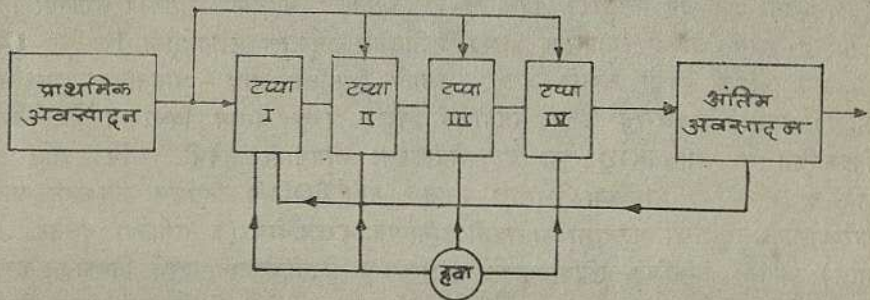 प्राथमिक
अवसादन
टप्पा
I
टप्पा
II
टप्पा
III
टप्पा
IV
अंतिम
अवसादन
हवा